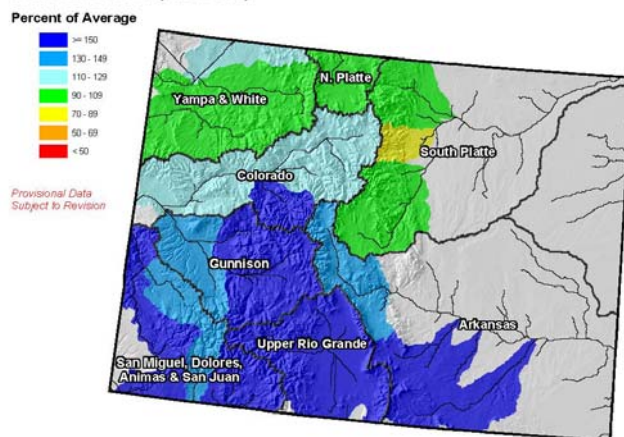 Percent of Average
>= 150
130 - 149
110 - 129
90 - 109
70 - 89
50 - 69
< 50
Provisional Data
Subject to Revision
N. Platte
Yampa & White
South Platte
Colorado
Gunnison
Arkansas
Upper Rio Grande
San Miguel, Dolores,
Animas & San Juan